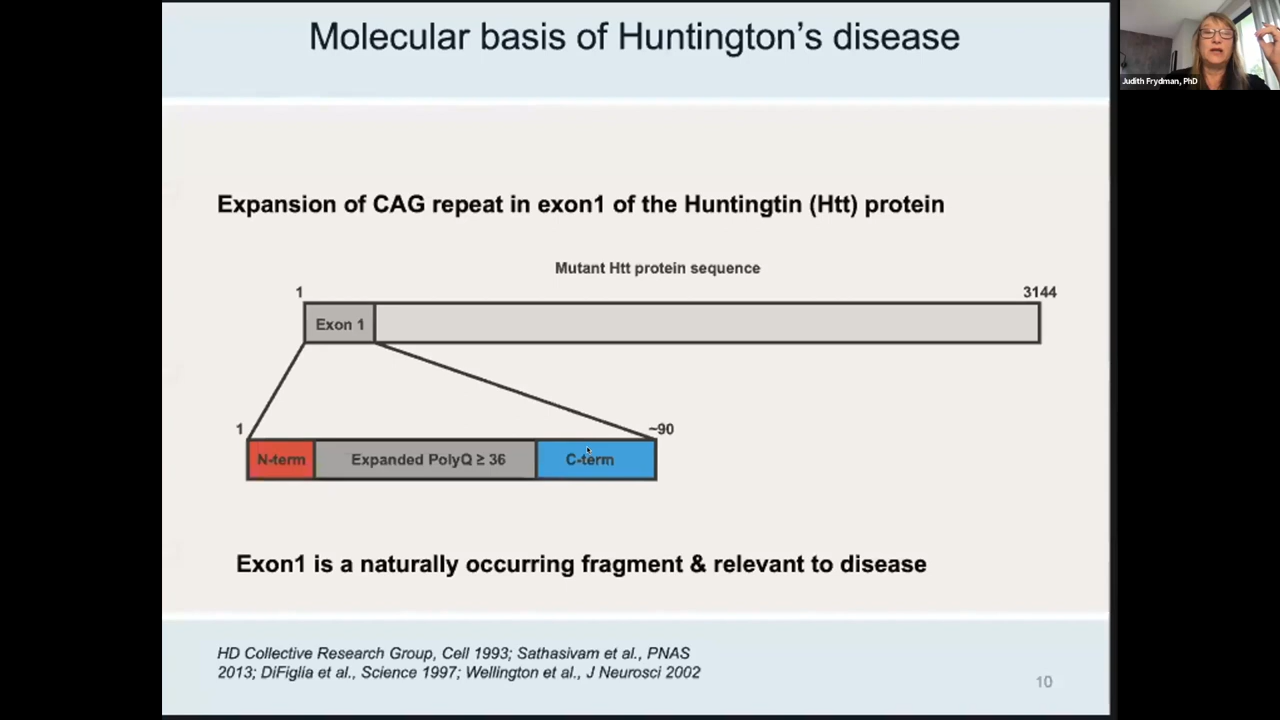 Molecular basis of Huntington's disease
Judith Frydman, PhD
Expansion of CAG repeat in exon1 of the Huntingtin (Htt) protein
Mutant Htt protein sequence
1
3144
Exon 1
1
~90
N-term
Expanded PolyQ ≥ 36
C-term
Exon1 is a naturally occurring fragment & relevant to disease
HD Collective Research Group, Cell 1993; Sathasivam et al., PNAS
2013; DiFiglia et al., Science 1997; Wellington et al., J Neurosci 2002
10